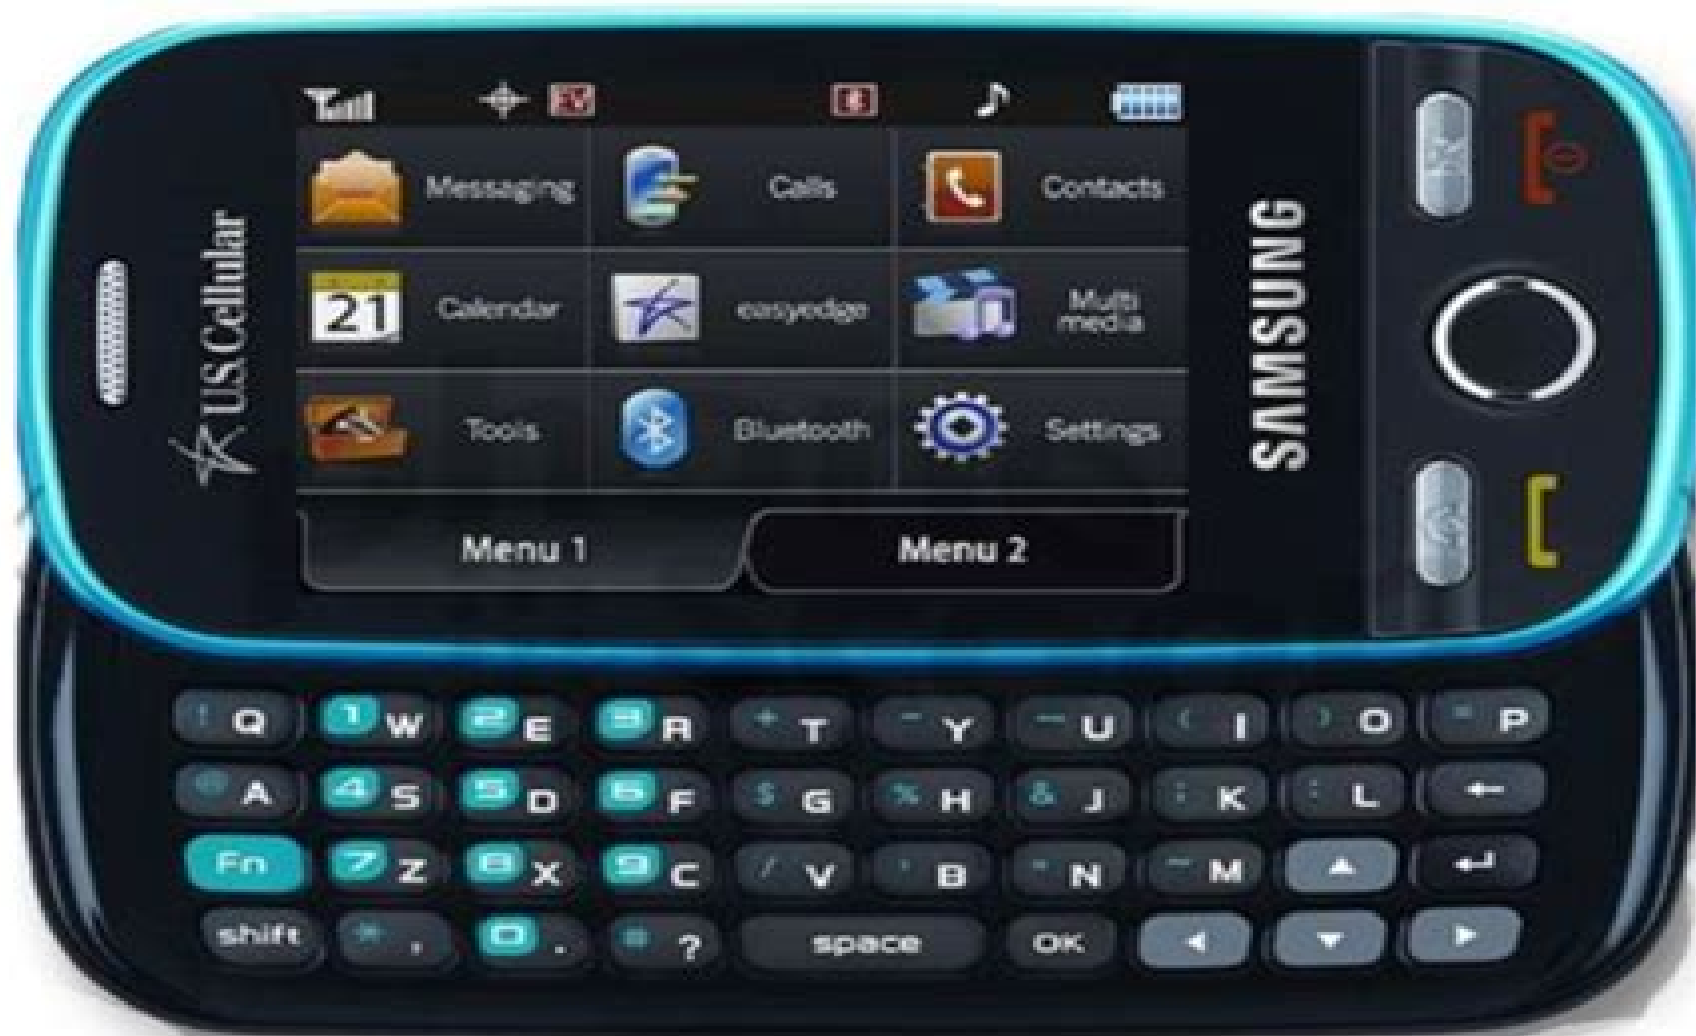 EV
Messaging
Calls
Contacts
21
Calendar
easyedge
Multi
media
Tools
Bluetooth
Settings
Menu 1
Menu 2
U.S. Cellular
SAMSUNG
! Q 1 W 2 E 3 R + T - Y U ( I ) O P
@ A 4 S 5 D 6 F $ G % H & J ; K : L ←
Fn 7 Z 8 X 9 C / V ' B " N ~ M ▲ ↵
shift * , 0 . # ? space OK ◄ ▼ ►